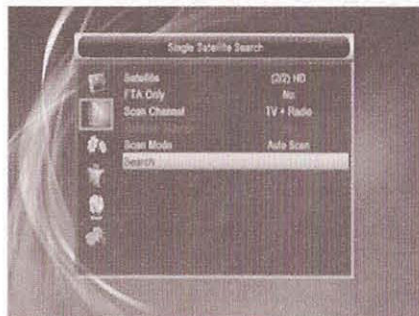 Single Satellite Search
Satellite (2/2) HD
FTA Only No
Scan Channel TV + Radio
Scan Mode Auto Scan
Search